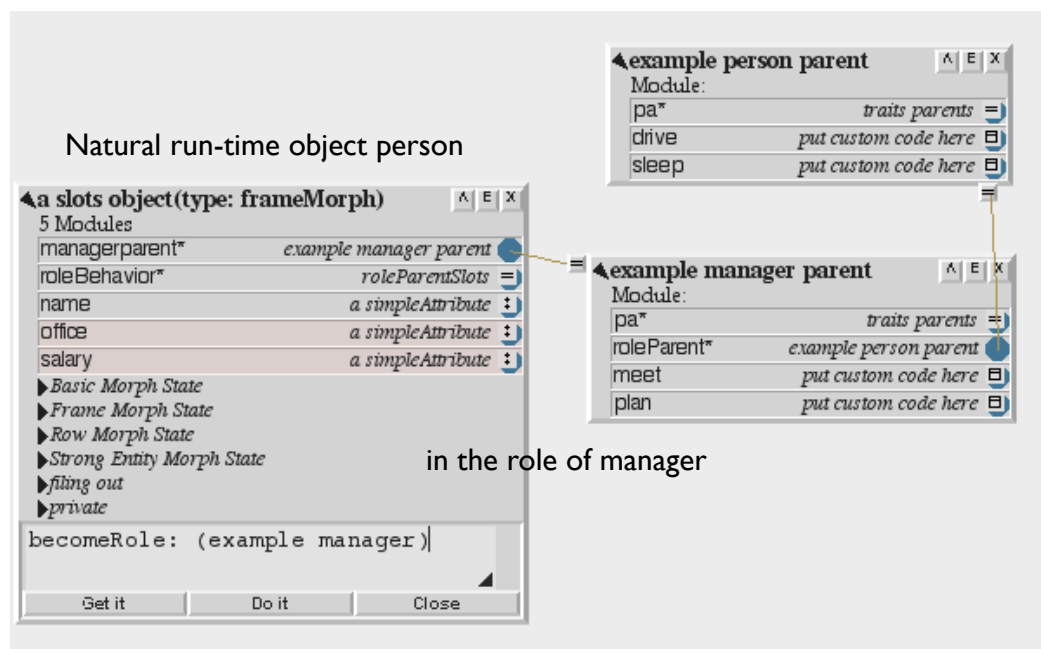 Natural run-time object person
a slots object(type: frameMorph) Λ E X
5 Modules
managerparent* example manager parent
roleBehavior* roleParentSlots =
name a simpleAttribute :
office a simpleAttribute :
salary a simpleAttribute :
Basic Morph State
Frame Morph State
Row Morph State
Strong Entity Morph State
filing out
private
becomeRole: (example manager)
Get it Do it Close
example person parent Λ E X
Module:
pa* traits parents =
drive put custom code here
sleep put custom code here
=
= example manager parent Λ E X
Module:
pa* traits parents =
roleParent* example person parent
meet put custom code here
plan put custom code here
in the role of manager